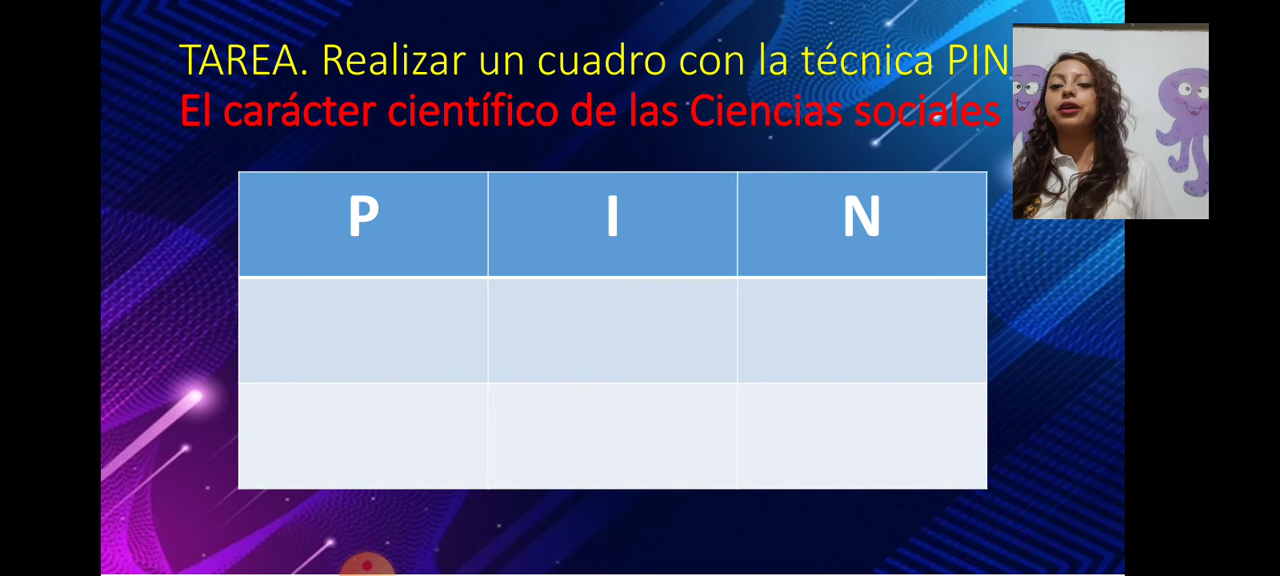 TAREA. Realizar un cuadro con la técnica PIN
El carácter científico de las Ciencias sociales
P I N